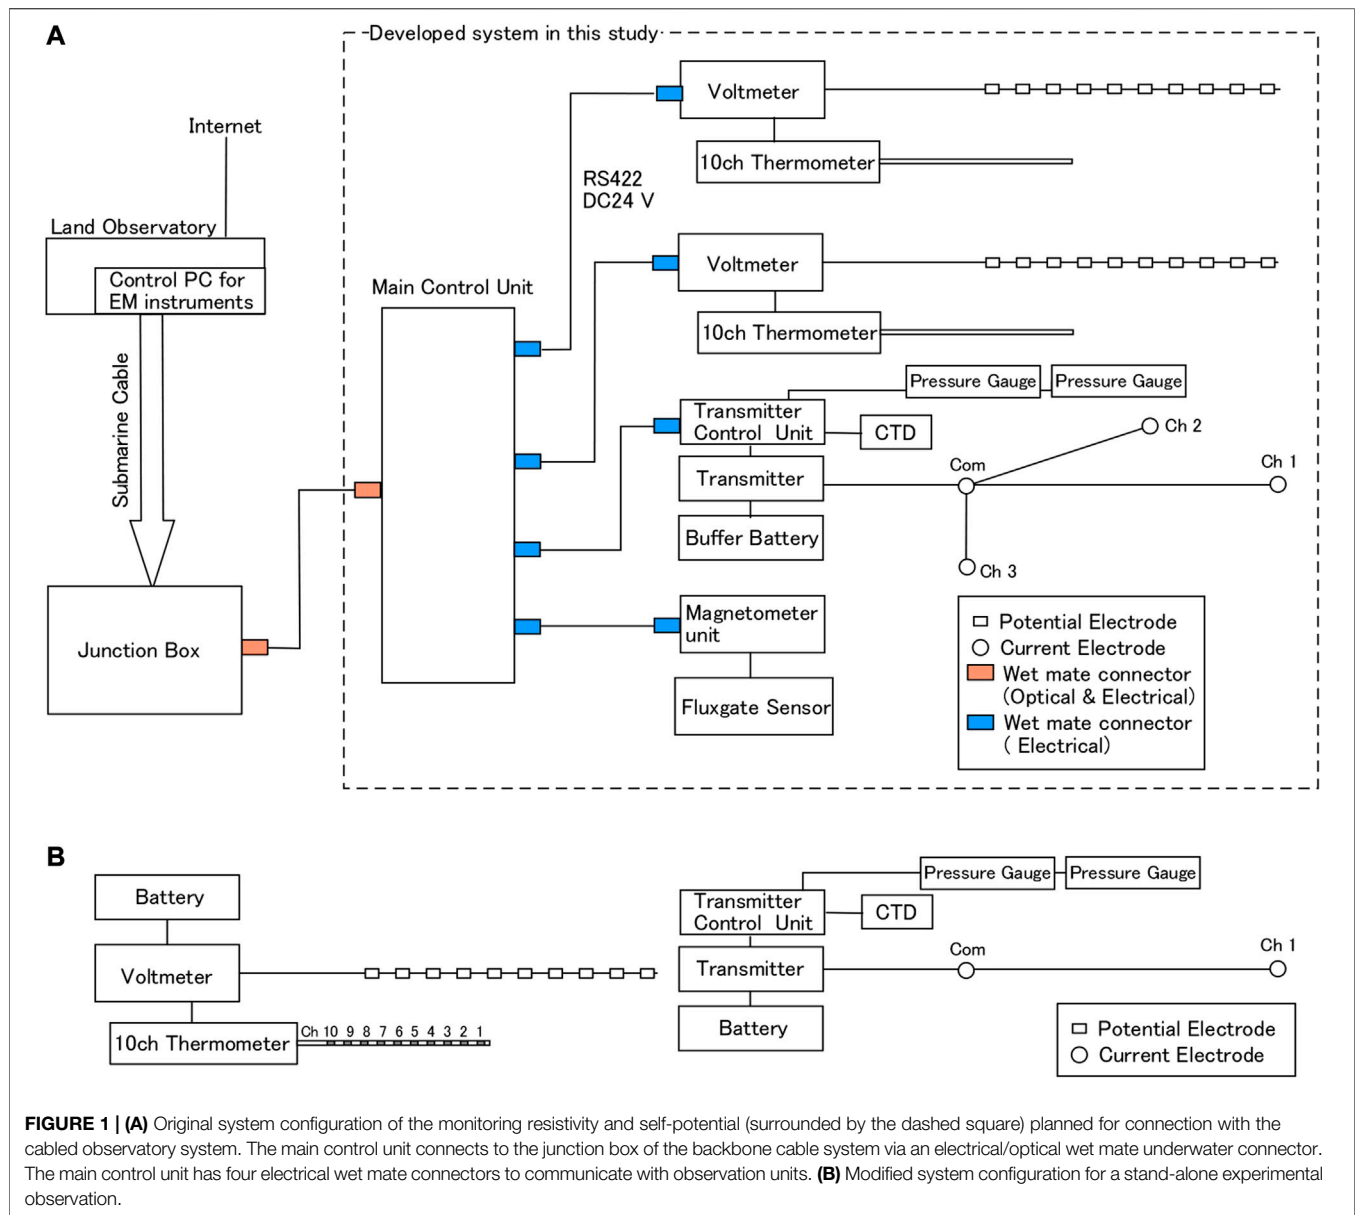 A
Developed system in this study
Internet
Land Observatory
Control PC for
EM instruments
Submarine Cable
Junction Box
Main Control Unit
RS422
DC24 V
Voltmeter
10ch Thermometer
Voltmeter
10ch Thermometer
Pressure Gauge
Pressure Gauge
Transmitter
Control Unit
CTD
Transmitter
Buffer Battery
Com
Ch 2
Ch 1
Ch 3
Magnetometer
unit
Fluxgate Sensor
Potential Electrode
Current Electrode
Wet mate connector
(Optical & Electrical)
Wet mate connector
( Electrical)
B
Battery
Voltmeter
10ch Thermometer
Ch 10 9 8 7 6 5 4 3 2 1
Pressure Gauge
Pressure Gauge
Transmitter
Control Unit
CTD
Transmitter
Battery
Com
Ch 1
Potential Electrode
Current Electrode
FIGURE 1 | (A) Original system configuration of the monitoring resistivity and self-potential (surrounded by the dashed square) planned for connection with the
cabled observatory system. The main control unit connects to the junction box of the backbone cable system via an electrical/optical wet mate underwater connector.
The main control unit has four electrical wet mate connectors to communicate with observation units. (B) Modified system configuration for a stand-alone experimental
observation.